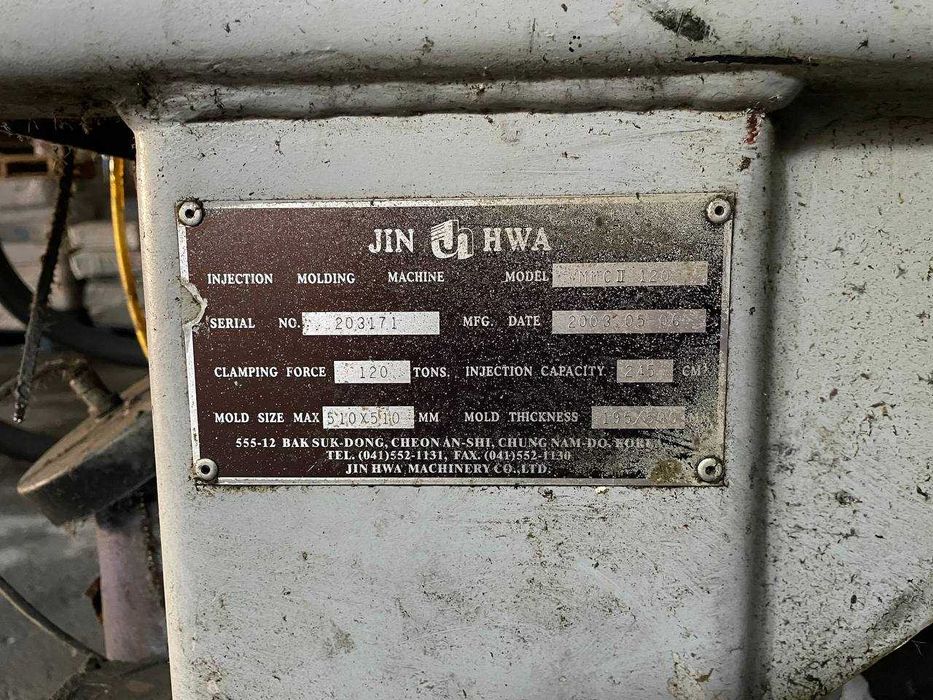 JIN HWA
INJECTION MOLDING MACHINE MODEL
SERIAL NO. 203171 MFG. DATE 2003.05.06
CLAMPING FORCE 120 TONS. INJECTION CAPACITY 245 CM³
MOLD SIZE MAX 510X510 MM MOLD THICKNESS
555-12 BAK SUK-DONG, CHEON AN-SHI, CHUNG NAM-DO, KOREA
TEL. (041)552-1131, FAX. (041)552-1130
JIN HWA MACHINERY CO., LTD.